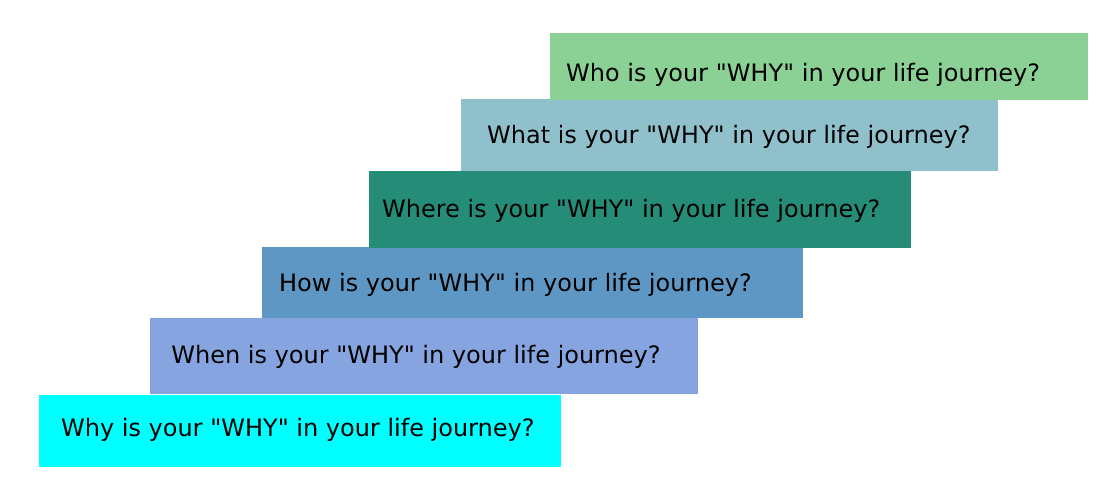 Who is your "WHY" in your life journey?
What is your "WHY" in your life journey?
Where is your "WHY" in your life journey?
How is your "WHY" in your life journey?
When is your "WHY" in your life journey?
Why is your "WHY" in your life journey?